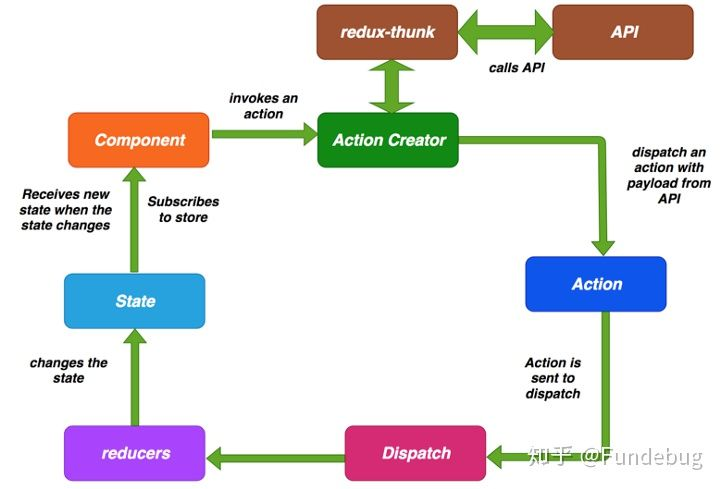 redux-thunk
API
calls API
invokes an
action
Component
Action Creator
dispatch an
action with
payload from
API
Receives new
state when the
state changes
Subscribes
to store
State
Action
changes the
state
Action is
sent to
dispatch
reducers
Dispatch
知乎 @Fundebug